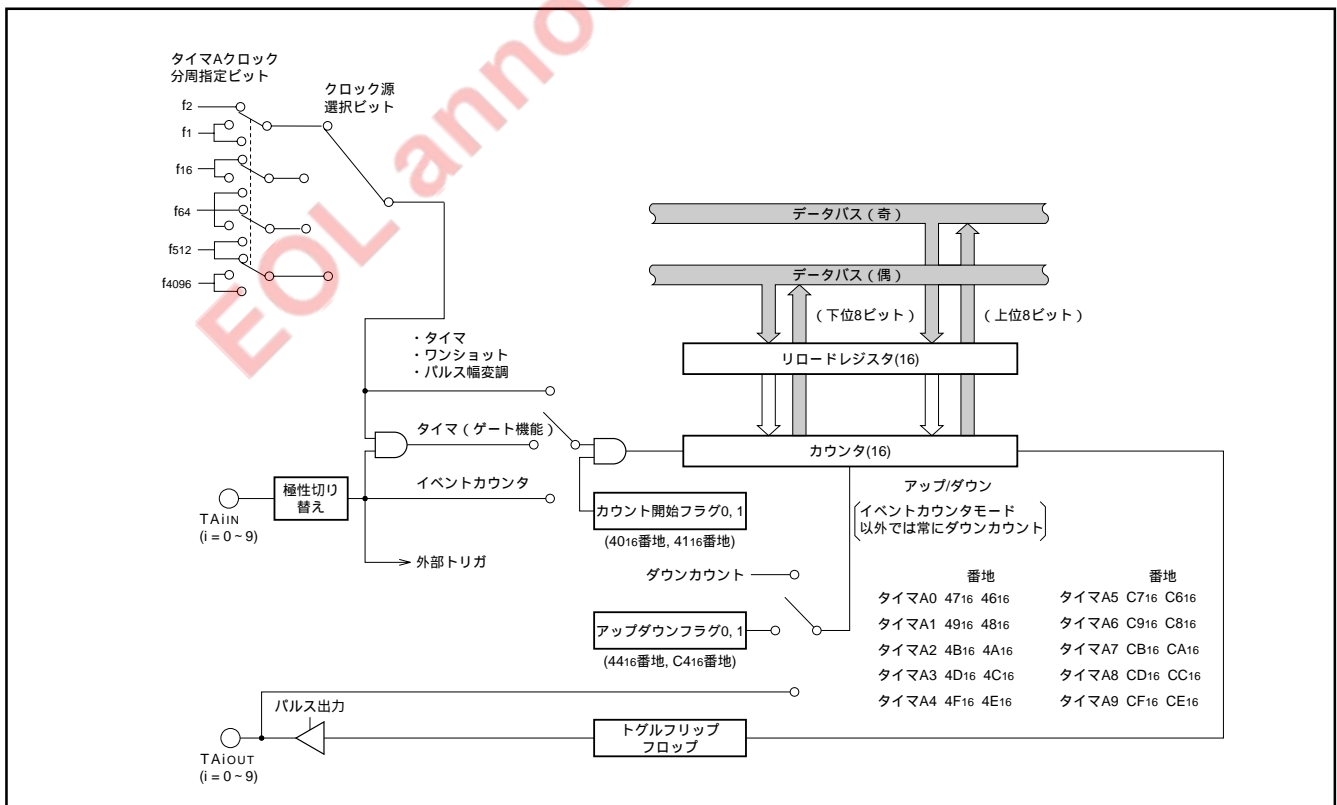 EOL anno
タイマAクロック
分周指定ビット
クロック源
選択ビット
f2
f1
f16
f64
f512
f4096
データバス(奇)
データバス(偶)
(下位8ビット)
(上位8ビット)
リロードレジスタ(16)
・タイマ
・ワンショット
・パルス幅変調
タイマ(ゲート機能)
カウンタ(16)
TAiIN
(i = 0~9)
極性切り
替え
イベントカウンタ
カウント開始フラグ0, 1
(4016番地, 4116番地)
アップ/ダウン
イベントカウンタモード
以外では常にダウンカウント
外部トリガ
ダウンカウント
アップダウンフラグ0, 1
(4416番地, C416番地)
番地 番地
タイマA0 4716 4616 タイマA5 C716 C616
タイマA1 4916 4816 タイマA6 C916 C816
タイマA2 4B16 4A16 タイマA7 CB16 CA16
タイマA3 4D16 4C16 タイマA8 CD16 CC16
タイマA4 4F16 4E16 タイマA9 CF16 CE16
パルス出力
TAiOUT
(i = 0~9)
トグルフリップ
フロップ